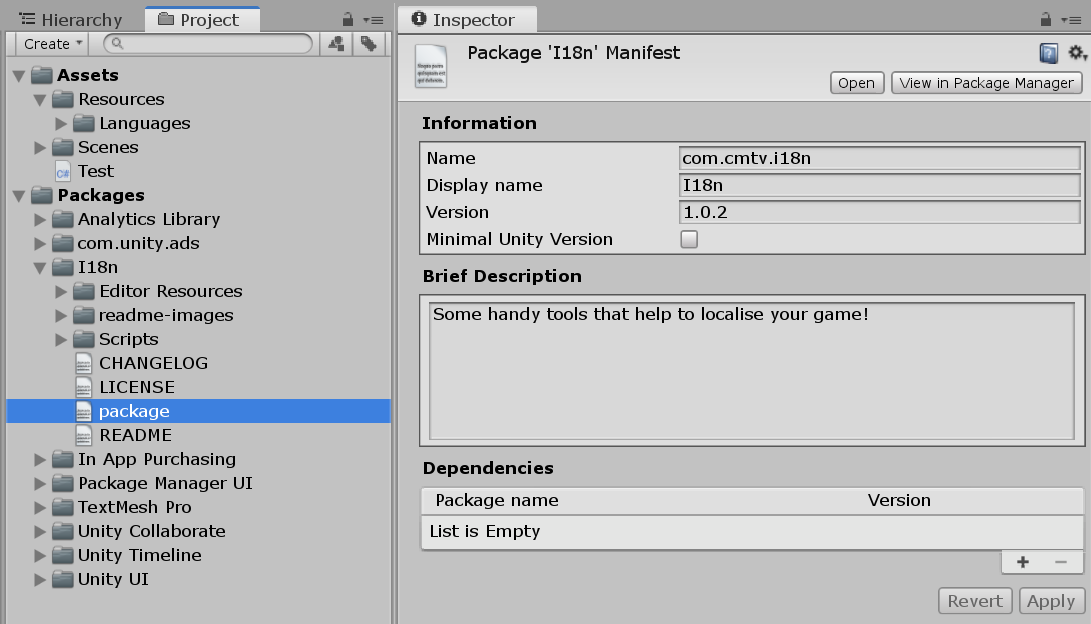 Hierarchy
Project
Create
Assets
Resources
Languages
Scenes
C#
Test
Packages
Analytics Library
com.unity.ads
I18n
Editor Resources
readme-images
Scripts
CHANGELOG
LICENSE
package
README
In App Purchasing
Package Manager UI
TextMesh Pro
Unity Collaborate
Unity Timeline
Unity UI
Inspector
Package 'I18n' Manifest
Open
View in Package Manager
Information
Name
com.cmtv.i18n
Display name
I18n
Version
1.0.2
Minimal Unity Version
Brief Description
Some handy tools that help to localise your game!
Dependencies
Package name
Version
List is Empty
Revert
Apply